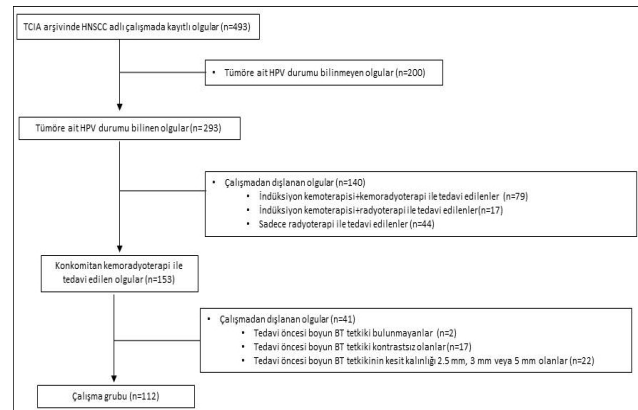 TCIA arşivinde HNSCC adlı çalışmada kayıtlı olgular (n=493)
• Tümöre ait HPV durumu bilinmeyen olgular (n=200)
Tümöre ait HPV durumu bilinen olgular (n=293)
• Çalışmadan dışlanan olgular (n=140)
• İndüksiyon kemoterapisi+kemoradyoterapi ile tedavi edilenler (n=79)
• İndüksiyon kemoterapisi+radyoterapi ile tedavi edilenler(n=17)
• Sadece radyoterapi ile tedavi edilenler (n=44)
Konkomitan kemoradyoterapi ile
tedavi edilen olgular (n=153)
• Çalışmadan dışlanan olgular (n=41)
• Tedavi öncesi boyun BT tetkiki bulunmayanlar (n=2)
• Tedavi öncesi boyun BT tetkiki kontrastsız olanlar (n=17)
• Tedavi öncesi boyun BT tetkikinin kesit kalınlığı 2.5 mm, 3 mm veya 5 mm olanlar (n=22)
Çalışma grubu (n=112)